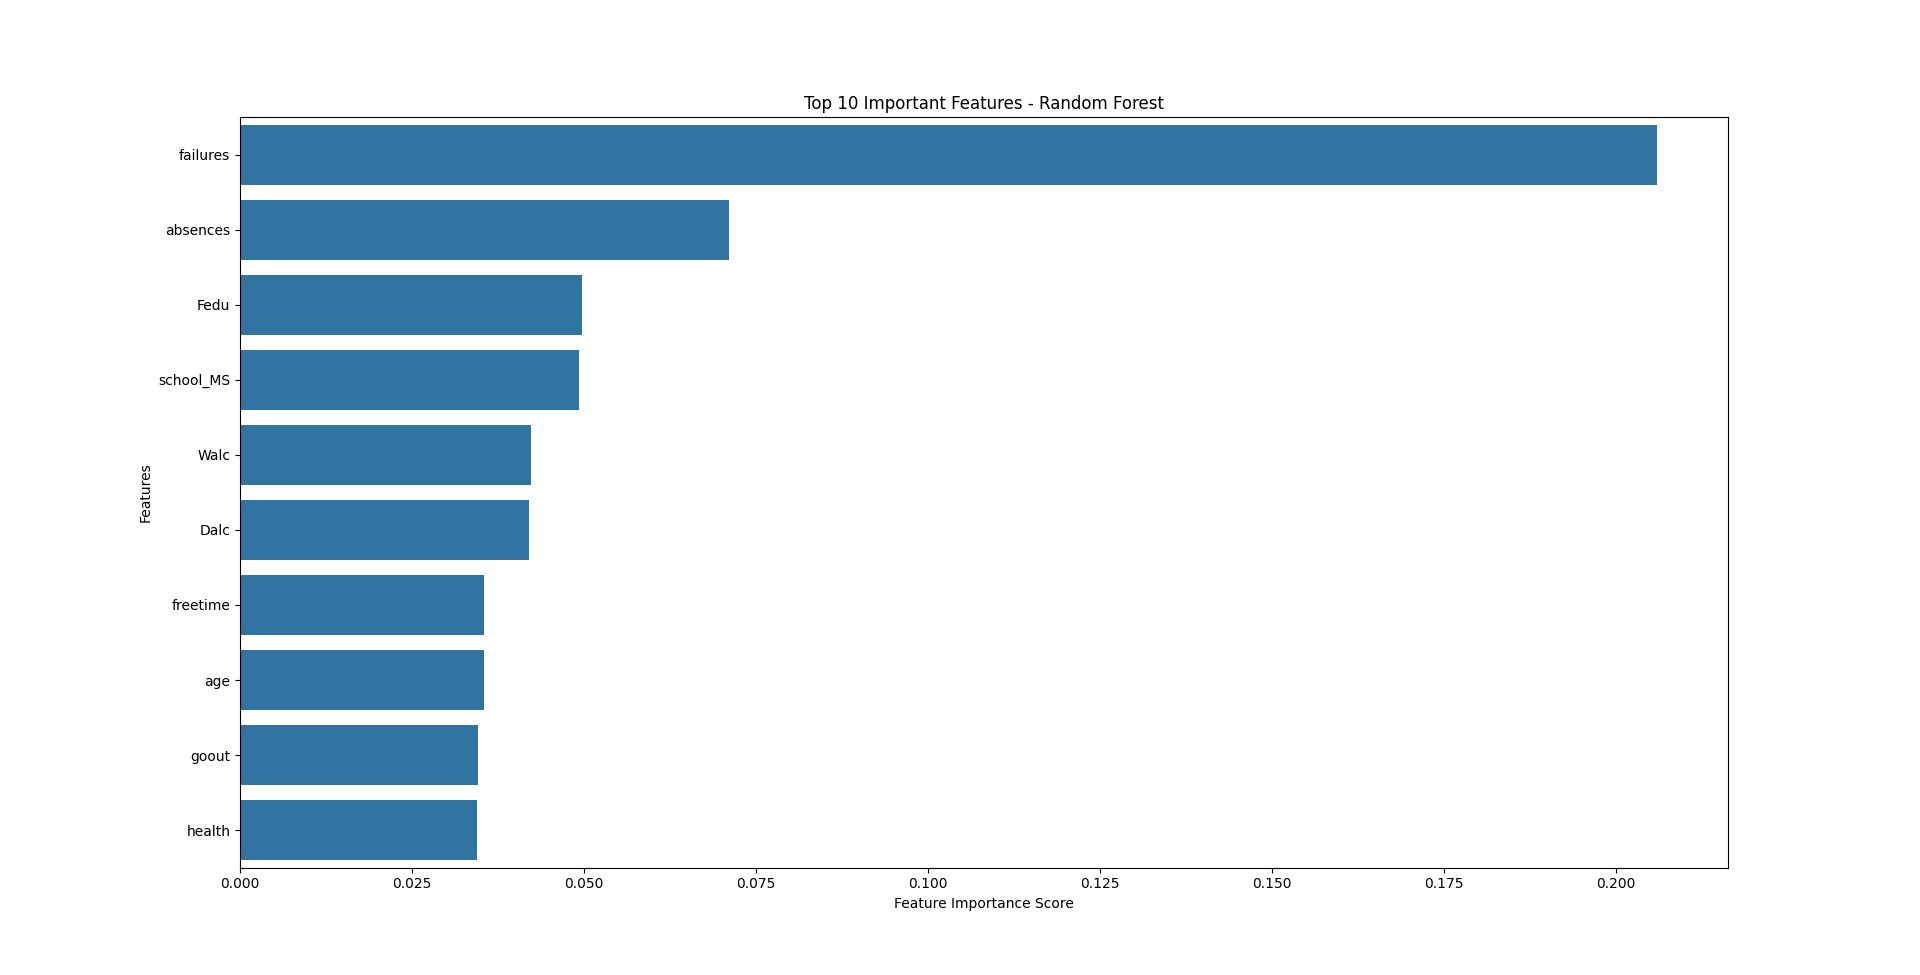 Top 10 Important Features - Random Forest
Features
failures
absences
Fedu
school_MS
Walc
Dalc
freetime
age
goout
health
0.000 0.025 0.050 0.075 0.100 0.125 0.150 0.175 0.200
Feature Importance Score